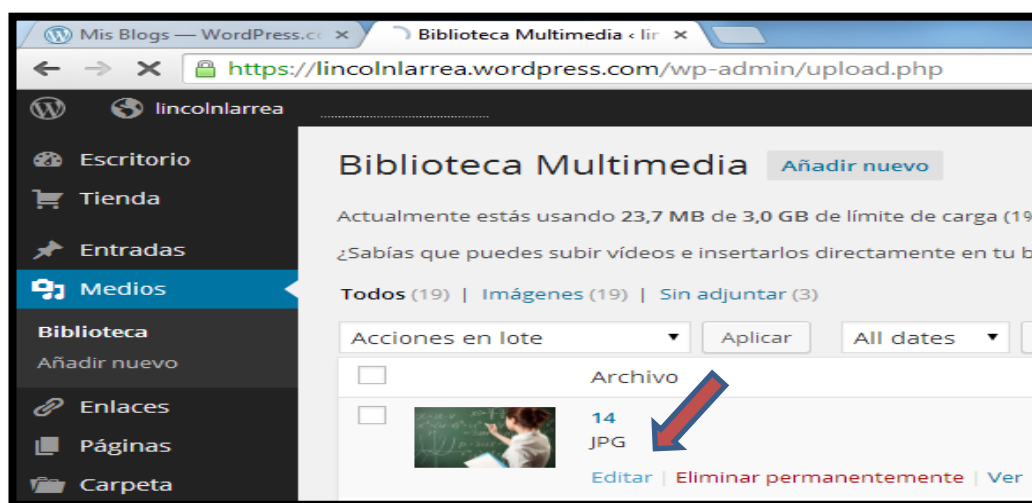 Mis Blogs — WordPress.c
Biblioteca Multimedia ‹ lin
https://lincolnlarrea.wordpress.com/wp-admin/upload.php
lincolnlarrea
Escritorio
Tienda
Entradas
Medios
Biblioteca
Añadir nuevo
Enlaces
Páginas
Carpeta
Biblioteca Multimedia Añadir nuevo
Actualmente estás usando 23,7 MB de 3,0 GB de límite de carga (1%
¿Sabías que puedes subir vídeos e insertarlos directamente en tu b
Todos (19) | Imágenes (19) | Sin adjuntar (3)
Acciones en lote Aplicar All dates
Archivo
14
JPG
Editar | Eliminar permanentemente | Ver